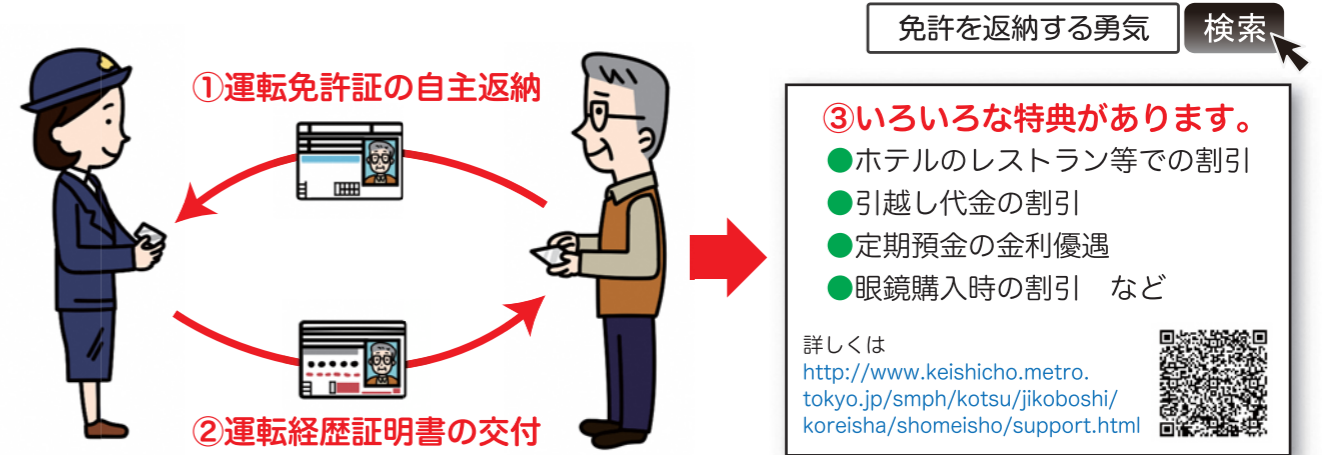 免許を返納する勇気 検索
①運転免許証の自主返納
②運転経歴証明書の交付
③いろいろな特典があります。
●ホテルのレストラン等での割引
●引越し代金の割引
●定期預金の金利優遇
●眼鏡購入時の割引　など
詳しくは
http://www.keishicho.metro.
tokyo.jp/smph/kotsu/jikoboshi/
koreisha/shomeisho/support.html